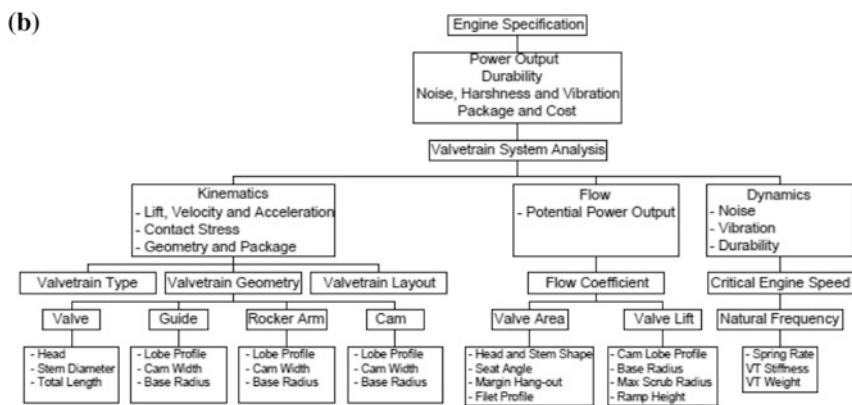 (b)
Engine Specification
Power Output
Durability
Noise, Harshness and Vibration
Package and Cost
Valvetrain System Analysis
Kinematics
- Lift, Velocity and Acceleration
- Contact Stress
- Geometry and Package
Flow
- Potential Power Output
Dynamics
- Noise
- Vibration
- Durability
Valvetrain Type
Valvetrain Geometry
Valvetrain Layout
Flow Coefficient
Critical Engine Speed
Valve
Guide
Rocker Arm
Cam
Valve Area
Valve Lift
Natural Frequency
- Head
- Stem Diameter
- Total Length
- Lobe Profile
- Cam Width
- Base Radius
- Lobe Profile
- Cam Width
- Base Radius
- Lobe Profile
- Cam Width
- Base Radius
- Head and Stem Shape
- Seat Angle
- Margin Hang-out
- Filet Profile
- Cam Lobe Profile
- Base Radius
- Max Scrub Radius
- Ramp Height
- Spring Rate
VT Stiffness
VT Weight